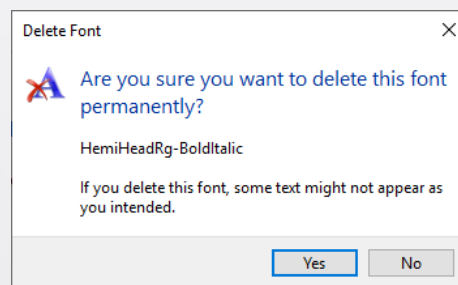 Delete Font
Are you sure you want to delete this font
permanently?
HemiHeadRg-BoldItalic
If you delete this font, some text might not appear as
you intended.
Yes No